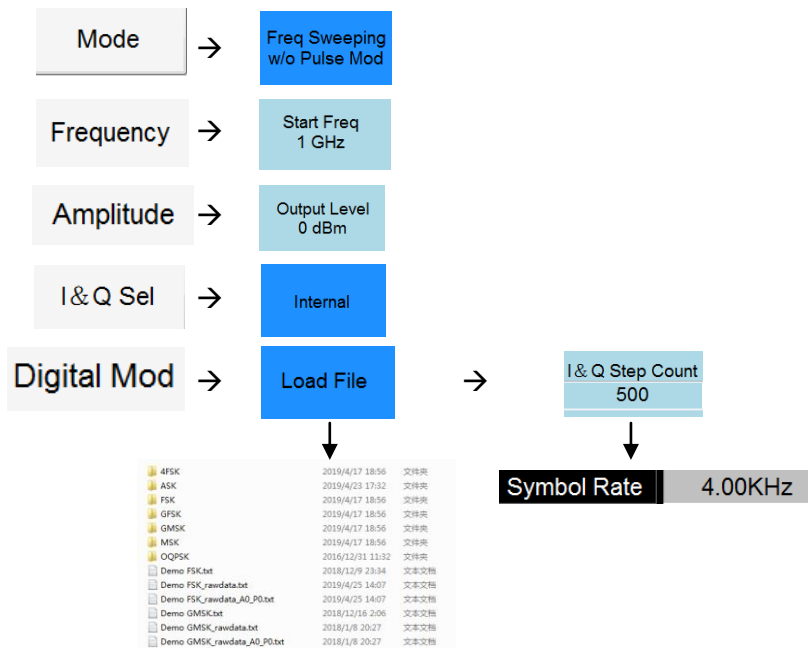 Mode → Freq Sweeping
w/o Pulse Mod
Frequency → Start Freq
1 GHz
Amplitude → Output Level
0 dBm
I&Q Sel → Internal
Digital Mod → Load File → I&Q Step Count
500
Symbol Rate 4.00KHz
4FSK 2019/4/17 18:56 文件夹
ASK 2019/4/23 17:32 文件夹
FSK 2019/4/17 18:56 文件夹
GFSK 2019/4/17 18:56 文件夹
GMSK 2019/4/17 18:56 文件夹
MSK 2019/4/17 18:56 文件夹
OQPSK 2016/12/31 11:32 文件夹
Demo FSK.txt 2018/12/9 23:34 文本文档
Demo FSK_rawdata.txt 2019/4/25 14:07 文本文档
Demo FSK_rawdata_A0_P0.txt 2019/4/25 14:07 文本文档
Demo GMSK.txt 2018/12/16 2:06 文本文档
Demo GMSK_rawdata.txt 2018/1/8 20:27 文本文档
Demo GMSK_rawdata_A0_P0.txt 2018/1/8 20:27 文本文档